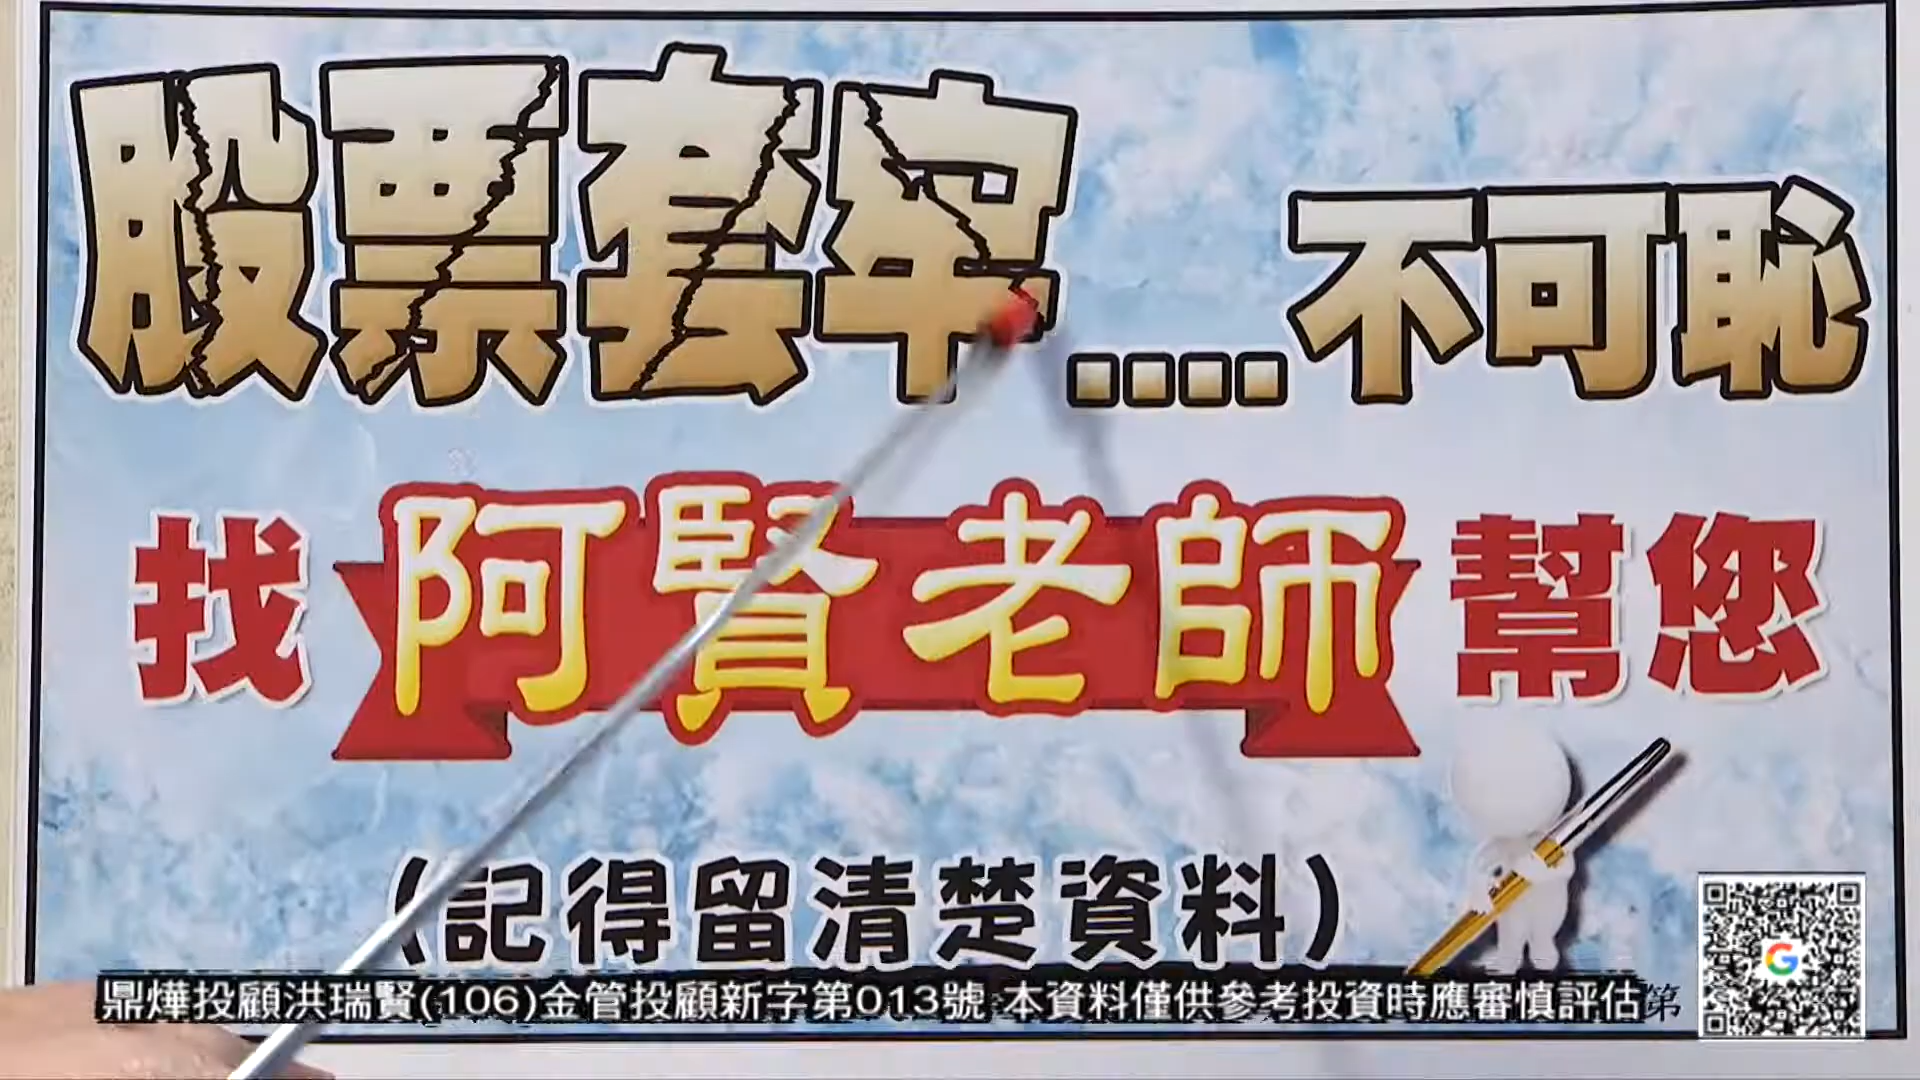 股票套牢....不可恥
找阿賢老師幫您
(記得留清楚資料)
鼎燁投顧洪瑞賢(106)金管投顧新字第013號 本資料僅供參考投資時應審慎評估
第